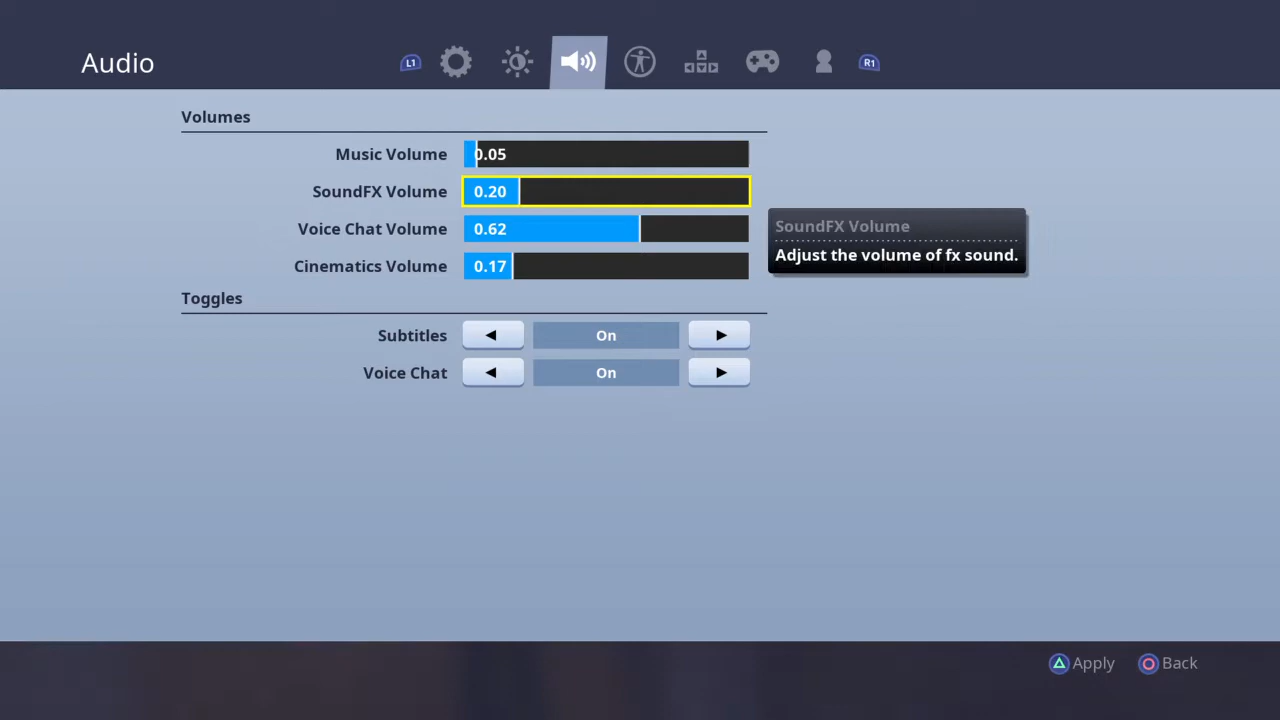 Audio
L1
R1
Volumes
Music Volume
0.05
SoundFX Volume
0.20
Voice Chat Volume
0.62
Cinematics Volume
0.17
SoundFX Volume
Adjust the volume of fx sound.
Toggles
Subtitles
On
Voice Chat
On
Apply
Back